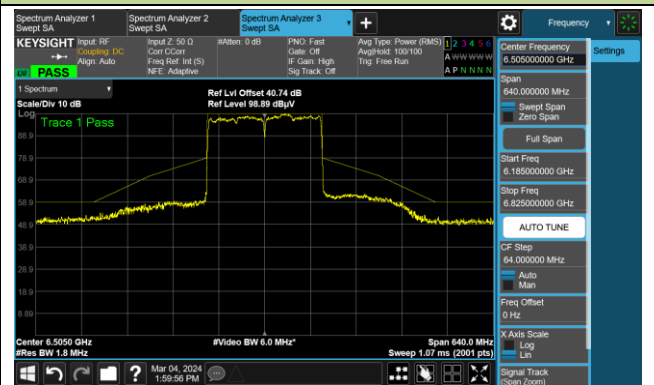 Spectrum Analyzer 1
Swept SA
Spectrum Analyzer 2
Swept SA
Spectrum Analyzer 3
Swept SA
+
Frequency
KEYSIGHT
Input: RF
Coupling: DC
Align: Auto
Input Z: 50 Ω
Corr CCorr
Freq Ref: Int (S)
NFE: Adaptive
#Atten: 0 dB
PNO: Fast
Gate: Off
IF Gain: High
Sig Track: Off
Avg Type: Power (RMS)
Avg|Hold: 100/100
Trig: Free Run
1 2 3 4 5 6
A W W W W W
A P N N N N
LXI PASS
1 Spectrum
Scale/Div 10 dB
Ref Lvl Offset 40.74 dB
Ref Level 98.89 dBµV
Log
Trace 1 Pass
88.9
78.9
68.9
58.9
48.9
38.9
28.9
18.9
8.89
Center 6.5050 GHz
#Res BW 1.8 MHz
#Video BW 6.0 MHz*
Span 640.0 MHz
Sweep 1.07 ms (2001 pts)
Mar 04, 2024
1:59:56 PM
Center Frequency
6.505000000 GHz
Settings
Span
640.000000 MHz
Swept Span
Zero Span
Full Span
Start Freq
6.185000000 GHz
Stop Freq
6.825000000 GHz
AUTO TUNE
CF Step
64.000000 MHz
Auto
Man
Freq Offset
0 Hz
X Axis Scale
Log
Lin
Signal Track
(Span Zoom)